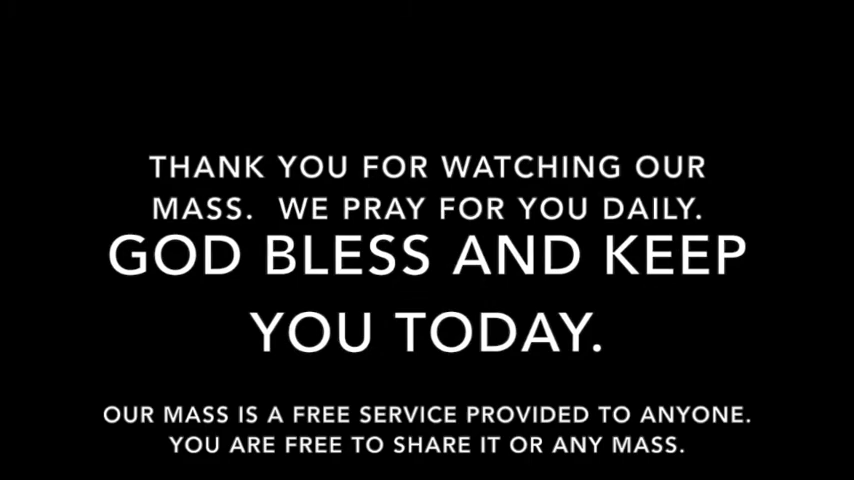 THANK YOU FOR WATCHING OUR
MASS.  WE PRAY FOR YOU DAILY.
GOD BLESS AND KEEP
YOU TODAY.
OUR MASS IS A FREE SERVICE PROVIDED TO ANYONE.
YOU ARE FREE TO SHARE IT OR ANY MASS.